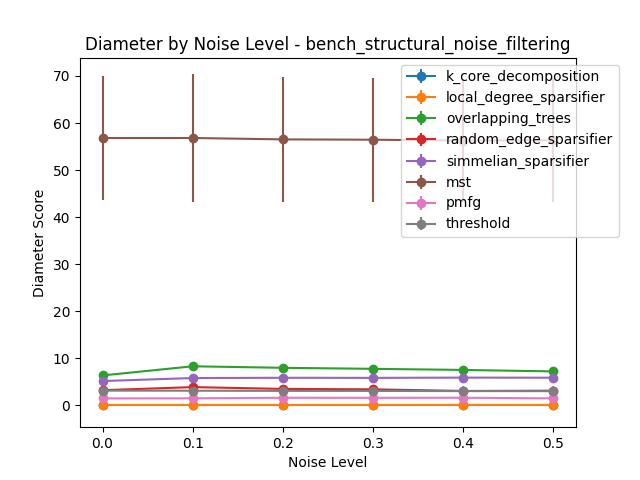 Diameter by Noise Level - bench_structural_noise_filtering
70
60
50
40
30
20
10
0
Diameter Score
k_core_decomposition
local_degree_sparsifier
overlapping_trees
random_edge_sparsifier
simmelian_sparsifier
mst
pmfg
threshold
0.0 0.1 0.2 0.3 0.4 0.5
Noise Level